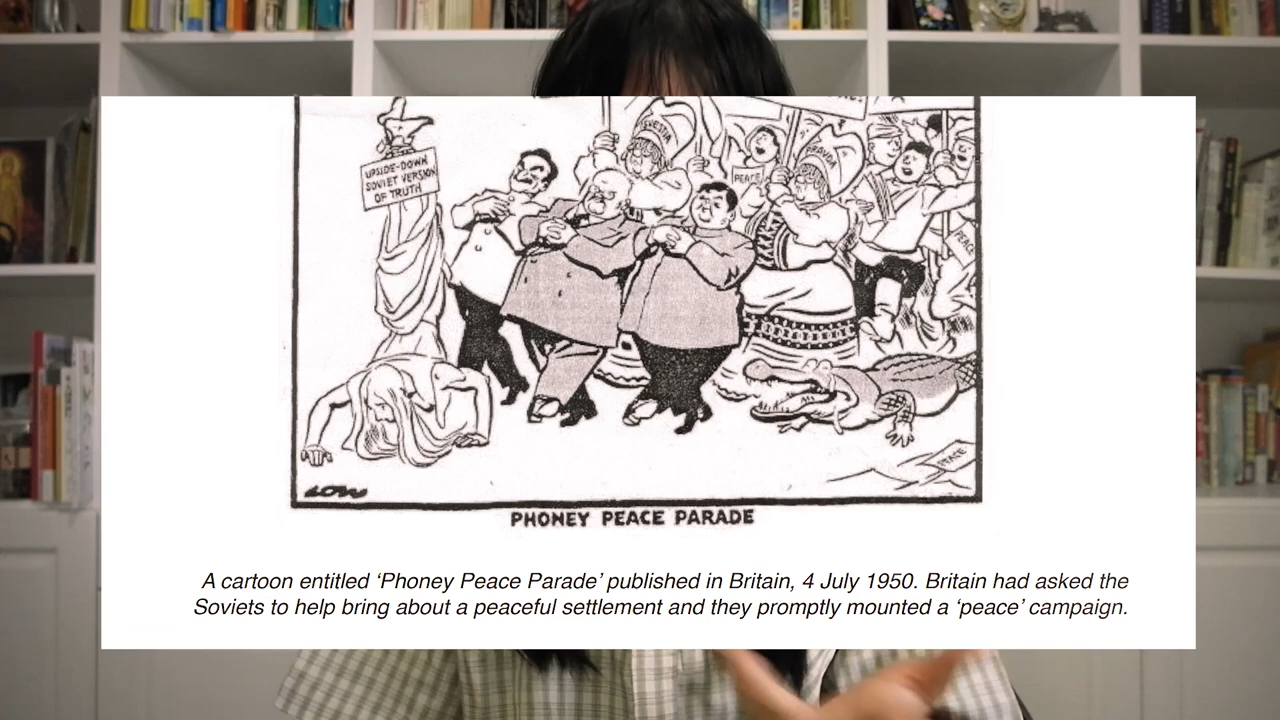 UPSIDE-DOWN
SOVIET VERSION
OF TRUTH
PEACE
PRAVDA
PEACE
PEACE
LOW
PHONEY PEACE PARADE
A cartoon entitled ‘Phoney Peace Parade’ published in Britain, 4 July 1950. Britain had asked the
Soviets to help bring about a peaceful settlement and they promptly mounted a ‘peace’ campaign.